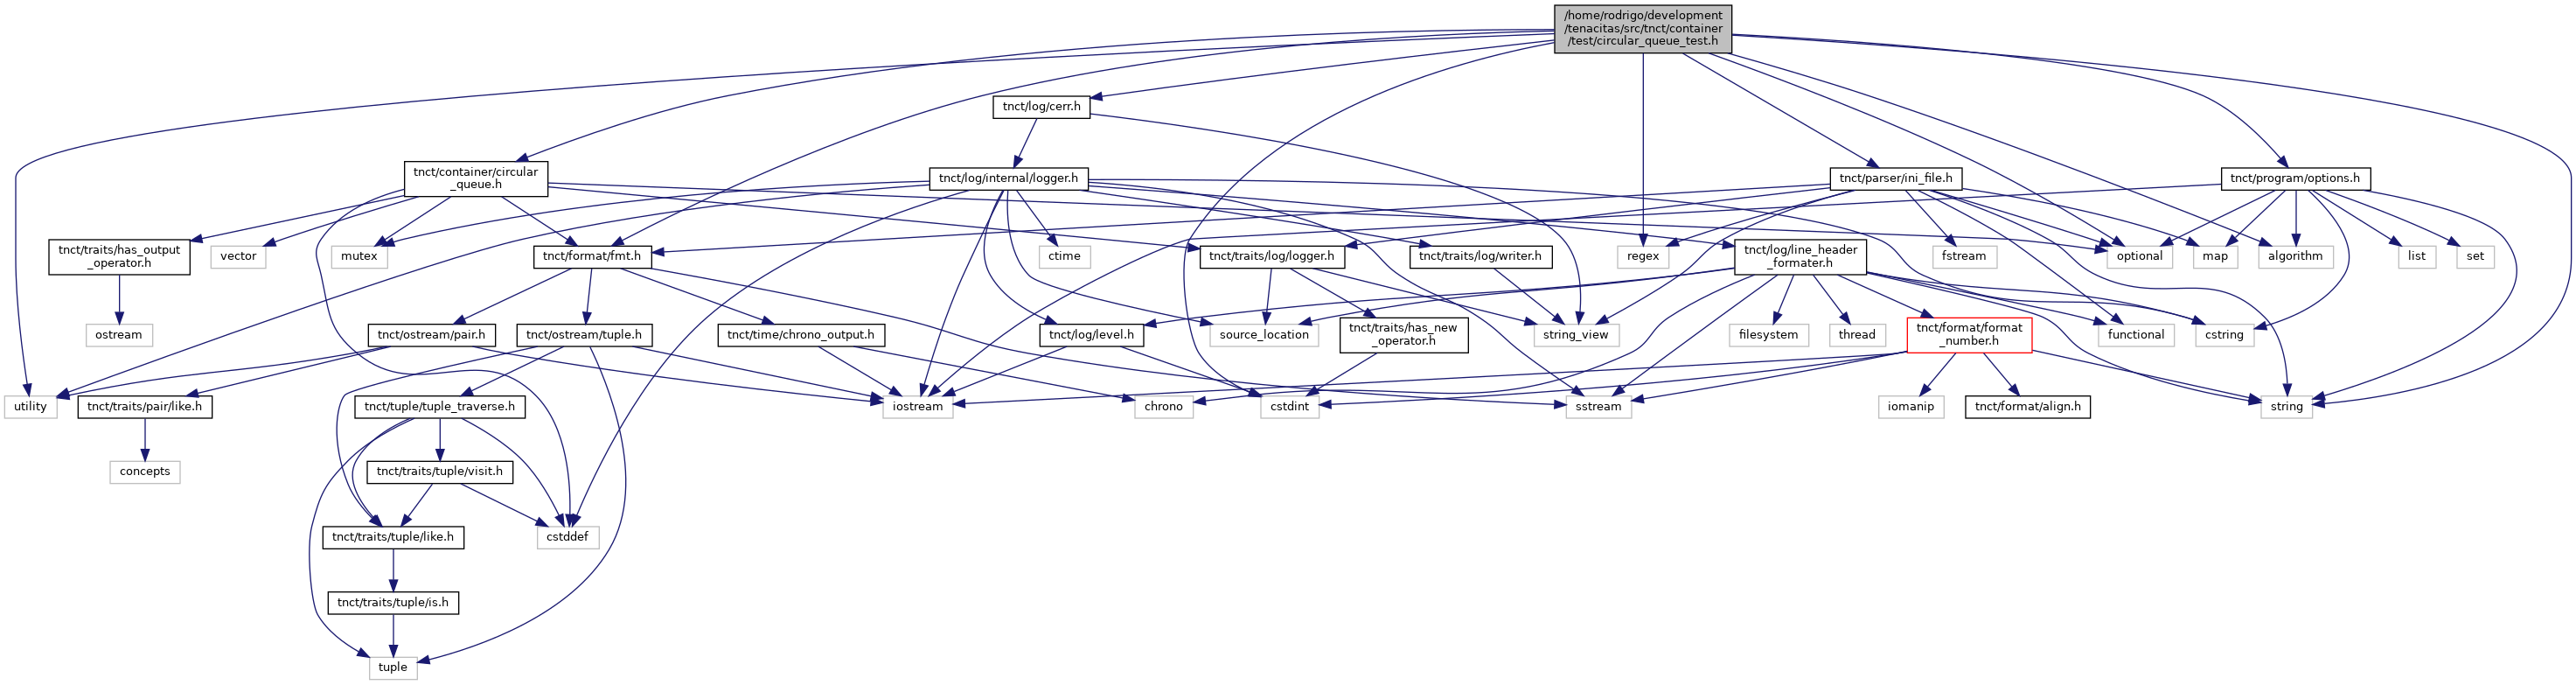 /home/rodrigo/development
/tenacitas/src/tnct/container
/test/circular_queue_test.h
tnct/log/cerr.h
tnct/container/circular
_queue.h
tnct/log/internal/logger.h
tnct/parser/ini_file.h
tnct/program/options.h
tnct/traits/has_output
_operator.h
vector
mutex
tnct/format/fmt.h
ctime
tnct/traits/log/logger.h
tnct/traits/log/writer.h
regex
tnct/log/line_header
_formater.h
fstream
optional
map
algorithm
list
set
ostream
tnct/ostream/pair.h
tnct/ostream/tuple.h
tnct/time/chrono_output.h
tnct/log/level.h
source_location
tnct/traits/has_new
_operator.h
string_view
filesystem
thread
tnct/format/format
_number.h
functional
cstring
utility
tnct/traits/pair/like.h
tnct/tuple/tuple_traverse.h
iostream
chrono
cstdint
sstream
iomanip
tnct/format/align.h
string
concepts
tnct/traits/tuple/visit.h
tnct/traits/tuple/like.h
cstddef
tnct/traits/tuple/is.h
tuple